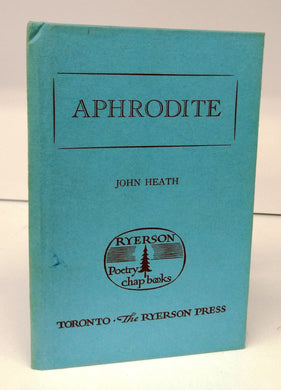 APHRODITE
JOHN HEATH
RYERSON
Poetry
chap books
TORONTO · The RYERSON PRESS